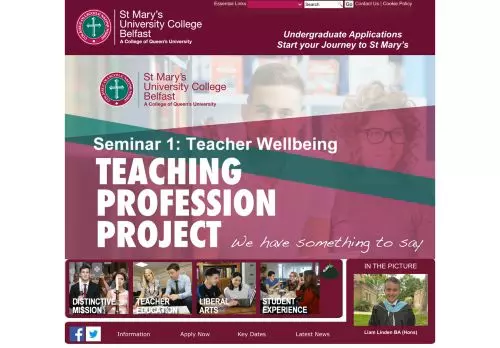 Essential Links
Search
Go
Contact Us | Cookie Policy
St Mary's
University College
Belfast
A College of Queen's University
Undergraduate Applications
Start your Journey to St Mary's
St Mary's
University College
Belfast
A College of Queen's University
Seminar 1: Teacher Wellbeing
TEACHING
PROFESSION
PROJECT
We have something to say
DISTINCTIVE
MISSION
TEACHER
EDUCATION
LIBERAL
ARTS
STUDENT
EXPERIENCE
IN THE PICTURE
Liam Linden BA (Hons)
Information
Apply Now
Key Dates
Latest News